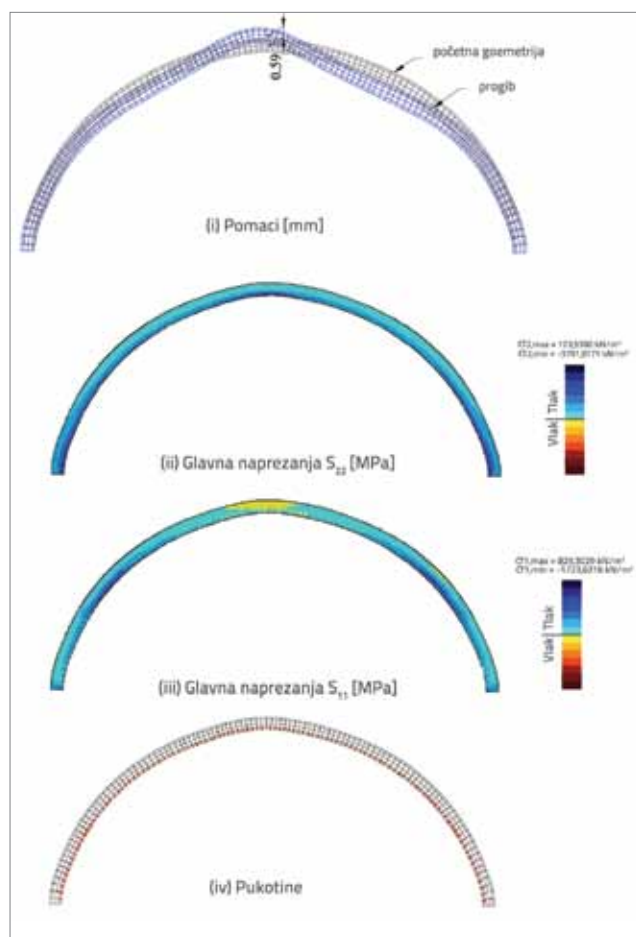 0.59
početna goemetrija
progib
(i) Pomaci [mm]
Tlak
Vlak
(ii) Glavna naprezanja S₂₂ [MPa]
Tlak
Vlak
(iii) Glavna naprezanja S₁₁ [MPa]
(iv) Pukotine